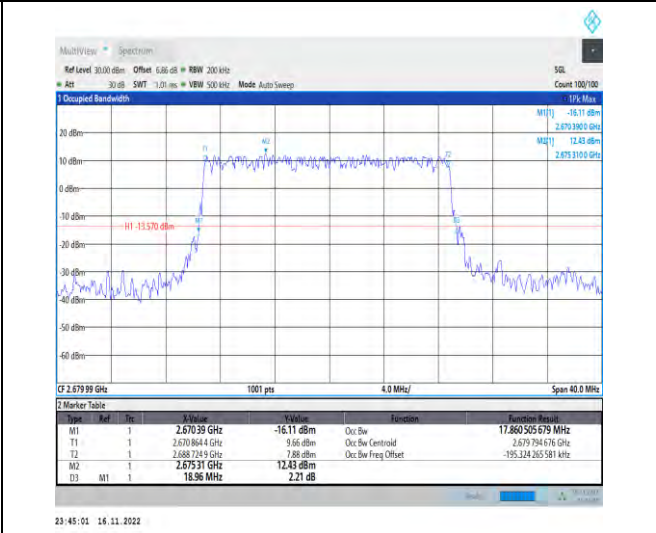 MultiView Spectrum
Ref Level 30.00 dBm Offset 6.86 dB RBW 200 kHz SGL
Att 30 dB SWT 1.01 ms VBW 500 kHz Mode Auto Sweep Count 100/100
1 Occupied Bandwidth 1Pk Max
M1[1] -16.11 dBm
2.670 3900 GHz
M2[1] 12.43 dBm
2.675 3100 GHz
20 dBm
10 dBm
0 dBm
-10 dBm
H1 -13.570 dBm
-20 dBm
-30 dBm
-40 dBm
-50 dBm
-60 dBm
T1
M2
T2
M1
D3
CF 2.679 99 GHz 1001 pts 4.0 MHz/ Span 40.0 MHz
2 Marker Table
Type Ref Trc X-Value Y-Value Function Function Result
M1 1 2.670 39 GHz -16.11 dBm Occ Bw 17.860 505 679 MHz
T1 1 2.670 864 4 GHz 9.66 dBm Occ Bw Centroid 2.679 794 676 GHz
T2 1 2.688 724 9 GHz 7.88 dBm Occ Bw Freq Offset -195.324 265 581 kHz
M2 1 2.675 31 GHz 12.43 dBm
D3 M1 1 18.96 MHz 2.21 dB
23:45:01 16.11.2022